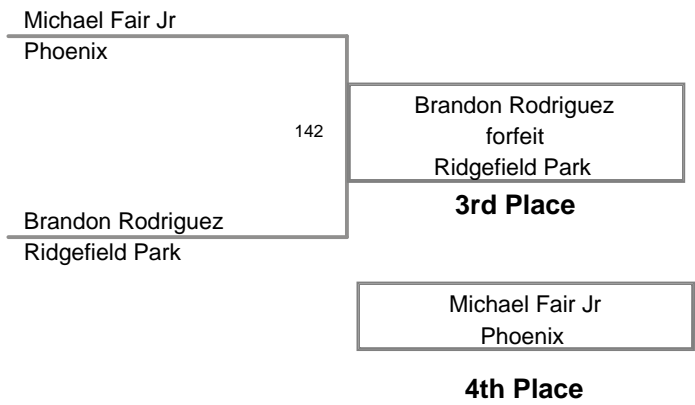 Michael Fair Jr
Phoenix
142
Brandon Rodriguez
forfeit
Ridgefield Park
3rd Place
Brandon Rodriguez
Ridgefield Park
Michael Fair Jr
Phoenix
4th Place